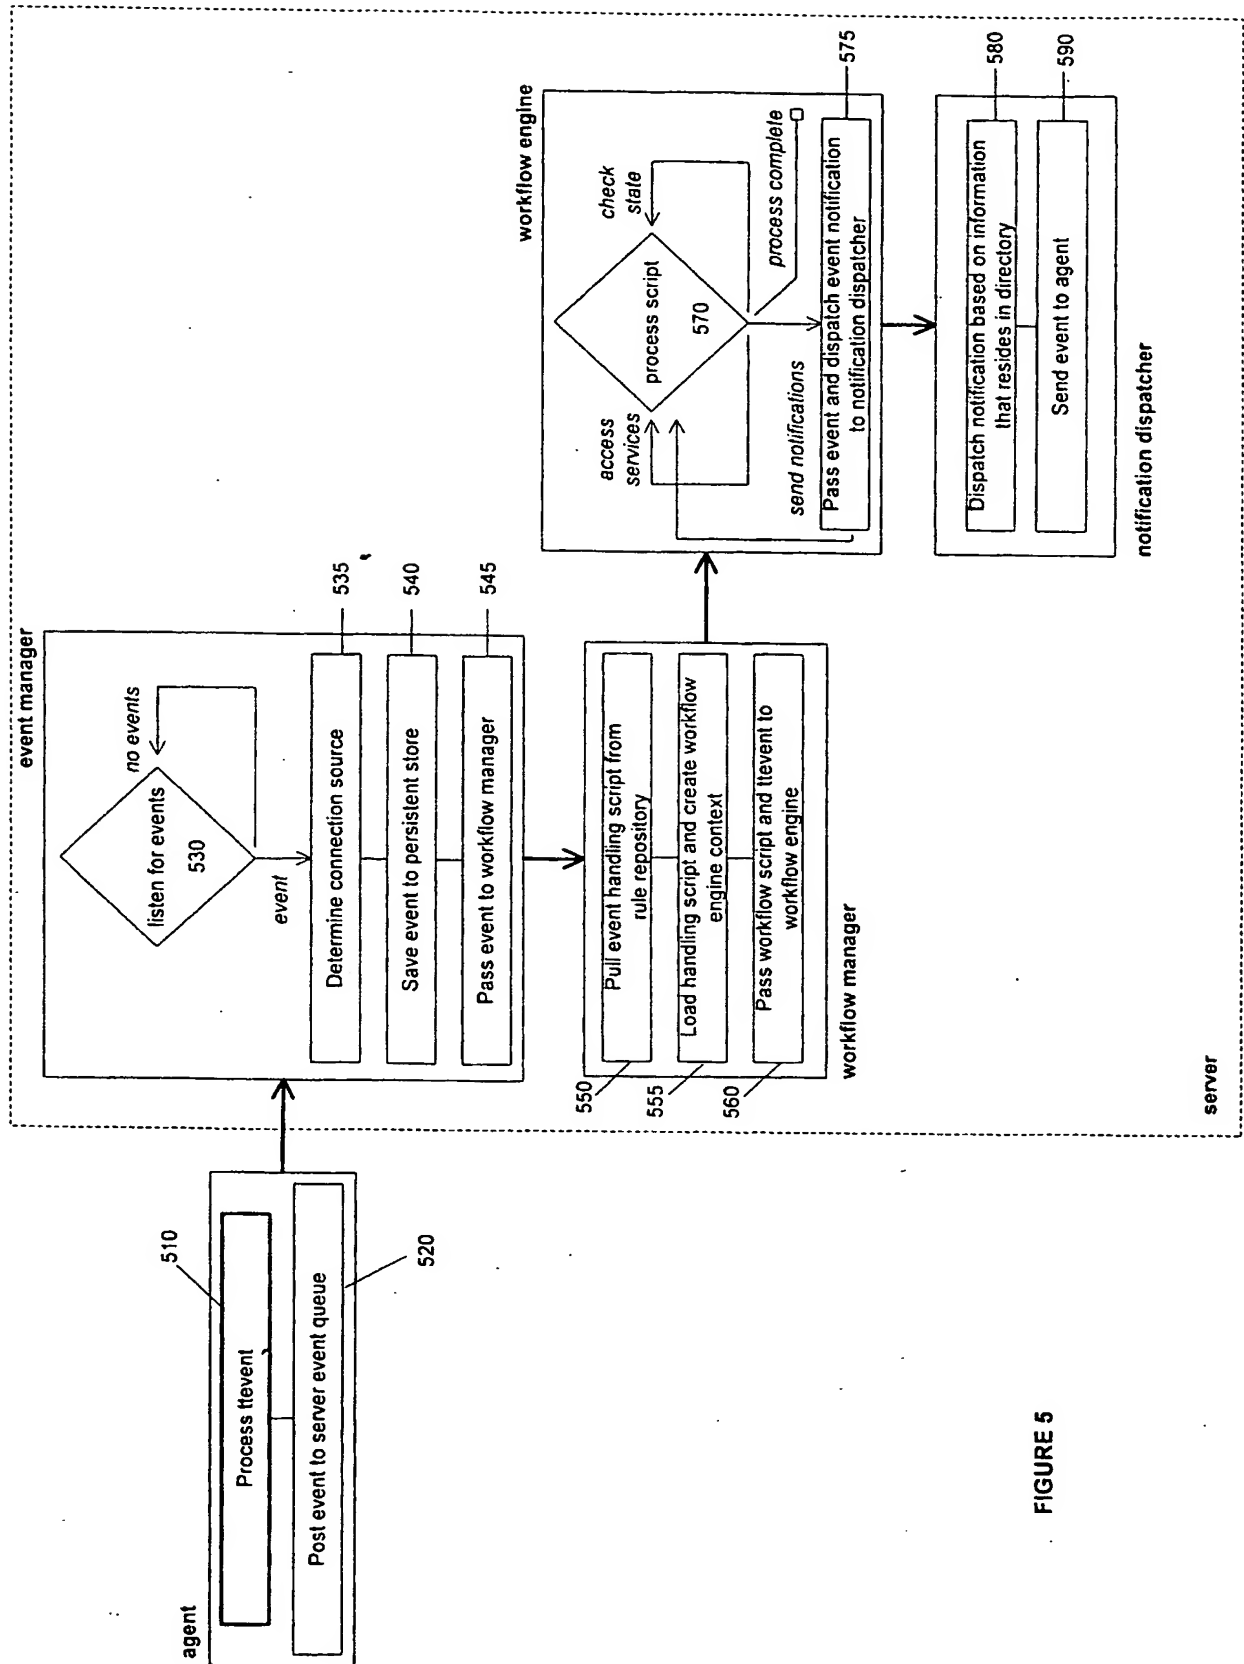 agent
510
Process ttevent
Post event to server event queue
520
event manager
listen for events
530
no events
event
Determine connection source
535
Save event to persistent store
540
Pass event to workflow manager
545
Pull event handling script from
rule repository
550
Load handling script and create workflow
engine context
555
Pass workflow script and ttevent to
workflow engine
560
workflow manager
workflow engine
check
state
process script
570
access
services
process complete
send notifications
Pass event and dispatch event notification
to notification dispatcher
575
Dispatch notification based on information
that resides in directory
580
Send event to agent
590
notification dispatcher
server
FIGURE 5